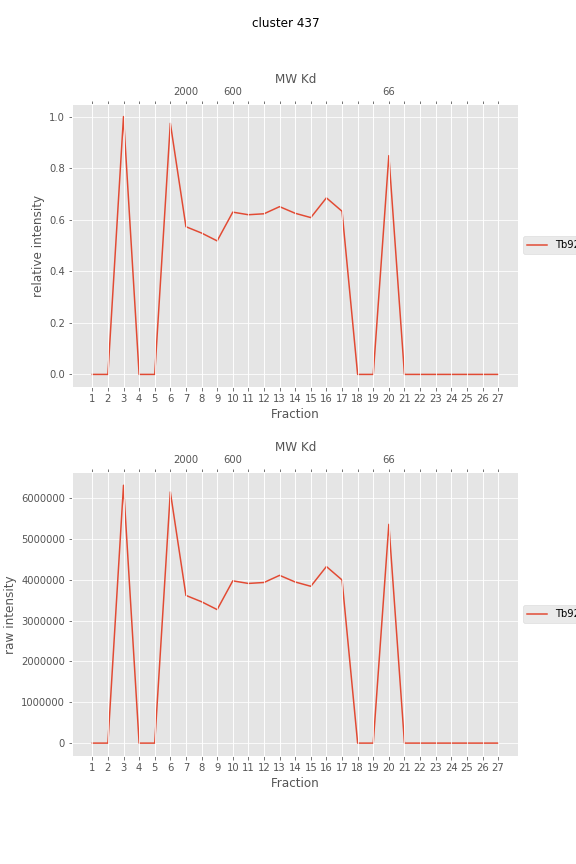 cluster 437
MW Kd
2000 600 66
1.0
0.8
0.6
0.4
0.2
0.0
relative intensity
1 2 3 4 5 6 7 8 9 10 11 12 13 14 15 16 17 18 19 20 21 22 23 24 25 26 27
Fraction
Tb92
MW Kd
2000 600 66
6000000
5000000
4000000
3000000
2000000
1000000
0
raw intensity
1 2 3 4 5 6 7 8 9 10 11 12 13 14 15 16 17 18 19 20 21 22 23 24 25 26 27
Fraction
Tb92